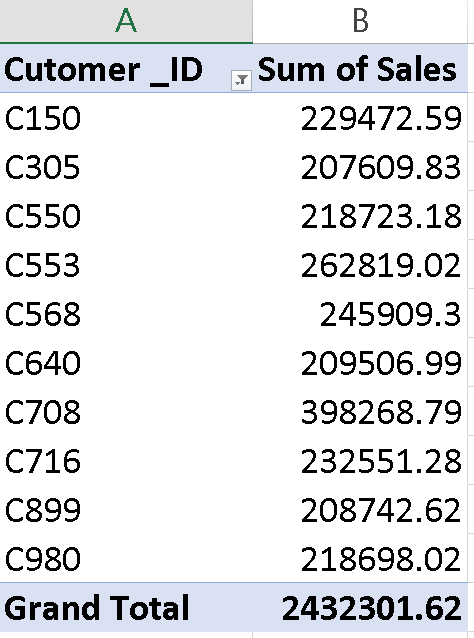 A B
Cutomer _ID Sum of Sales
C150 229472.59
C305 207609.83
C550 218723.18
C553 262819.02
C568 245909.3
C640 209506.99
C708 398268.79
C716 232551.28
C899 208742.62
C980 218698.02
Grand Total 2432301.62